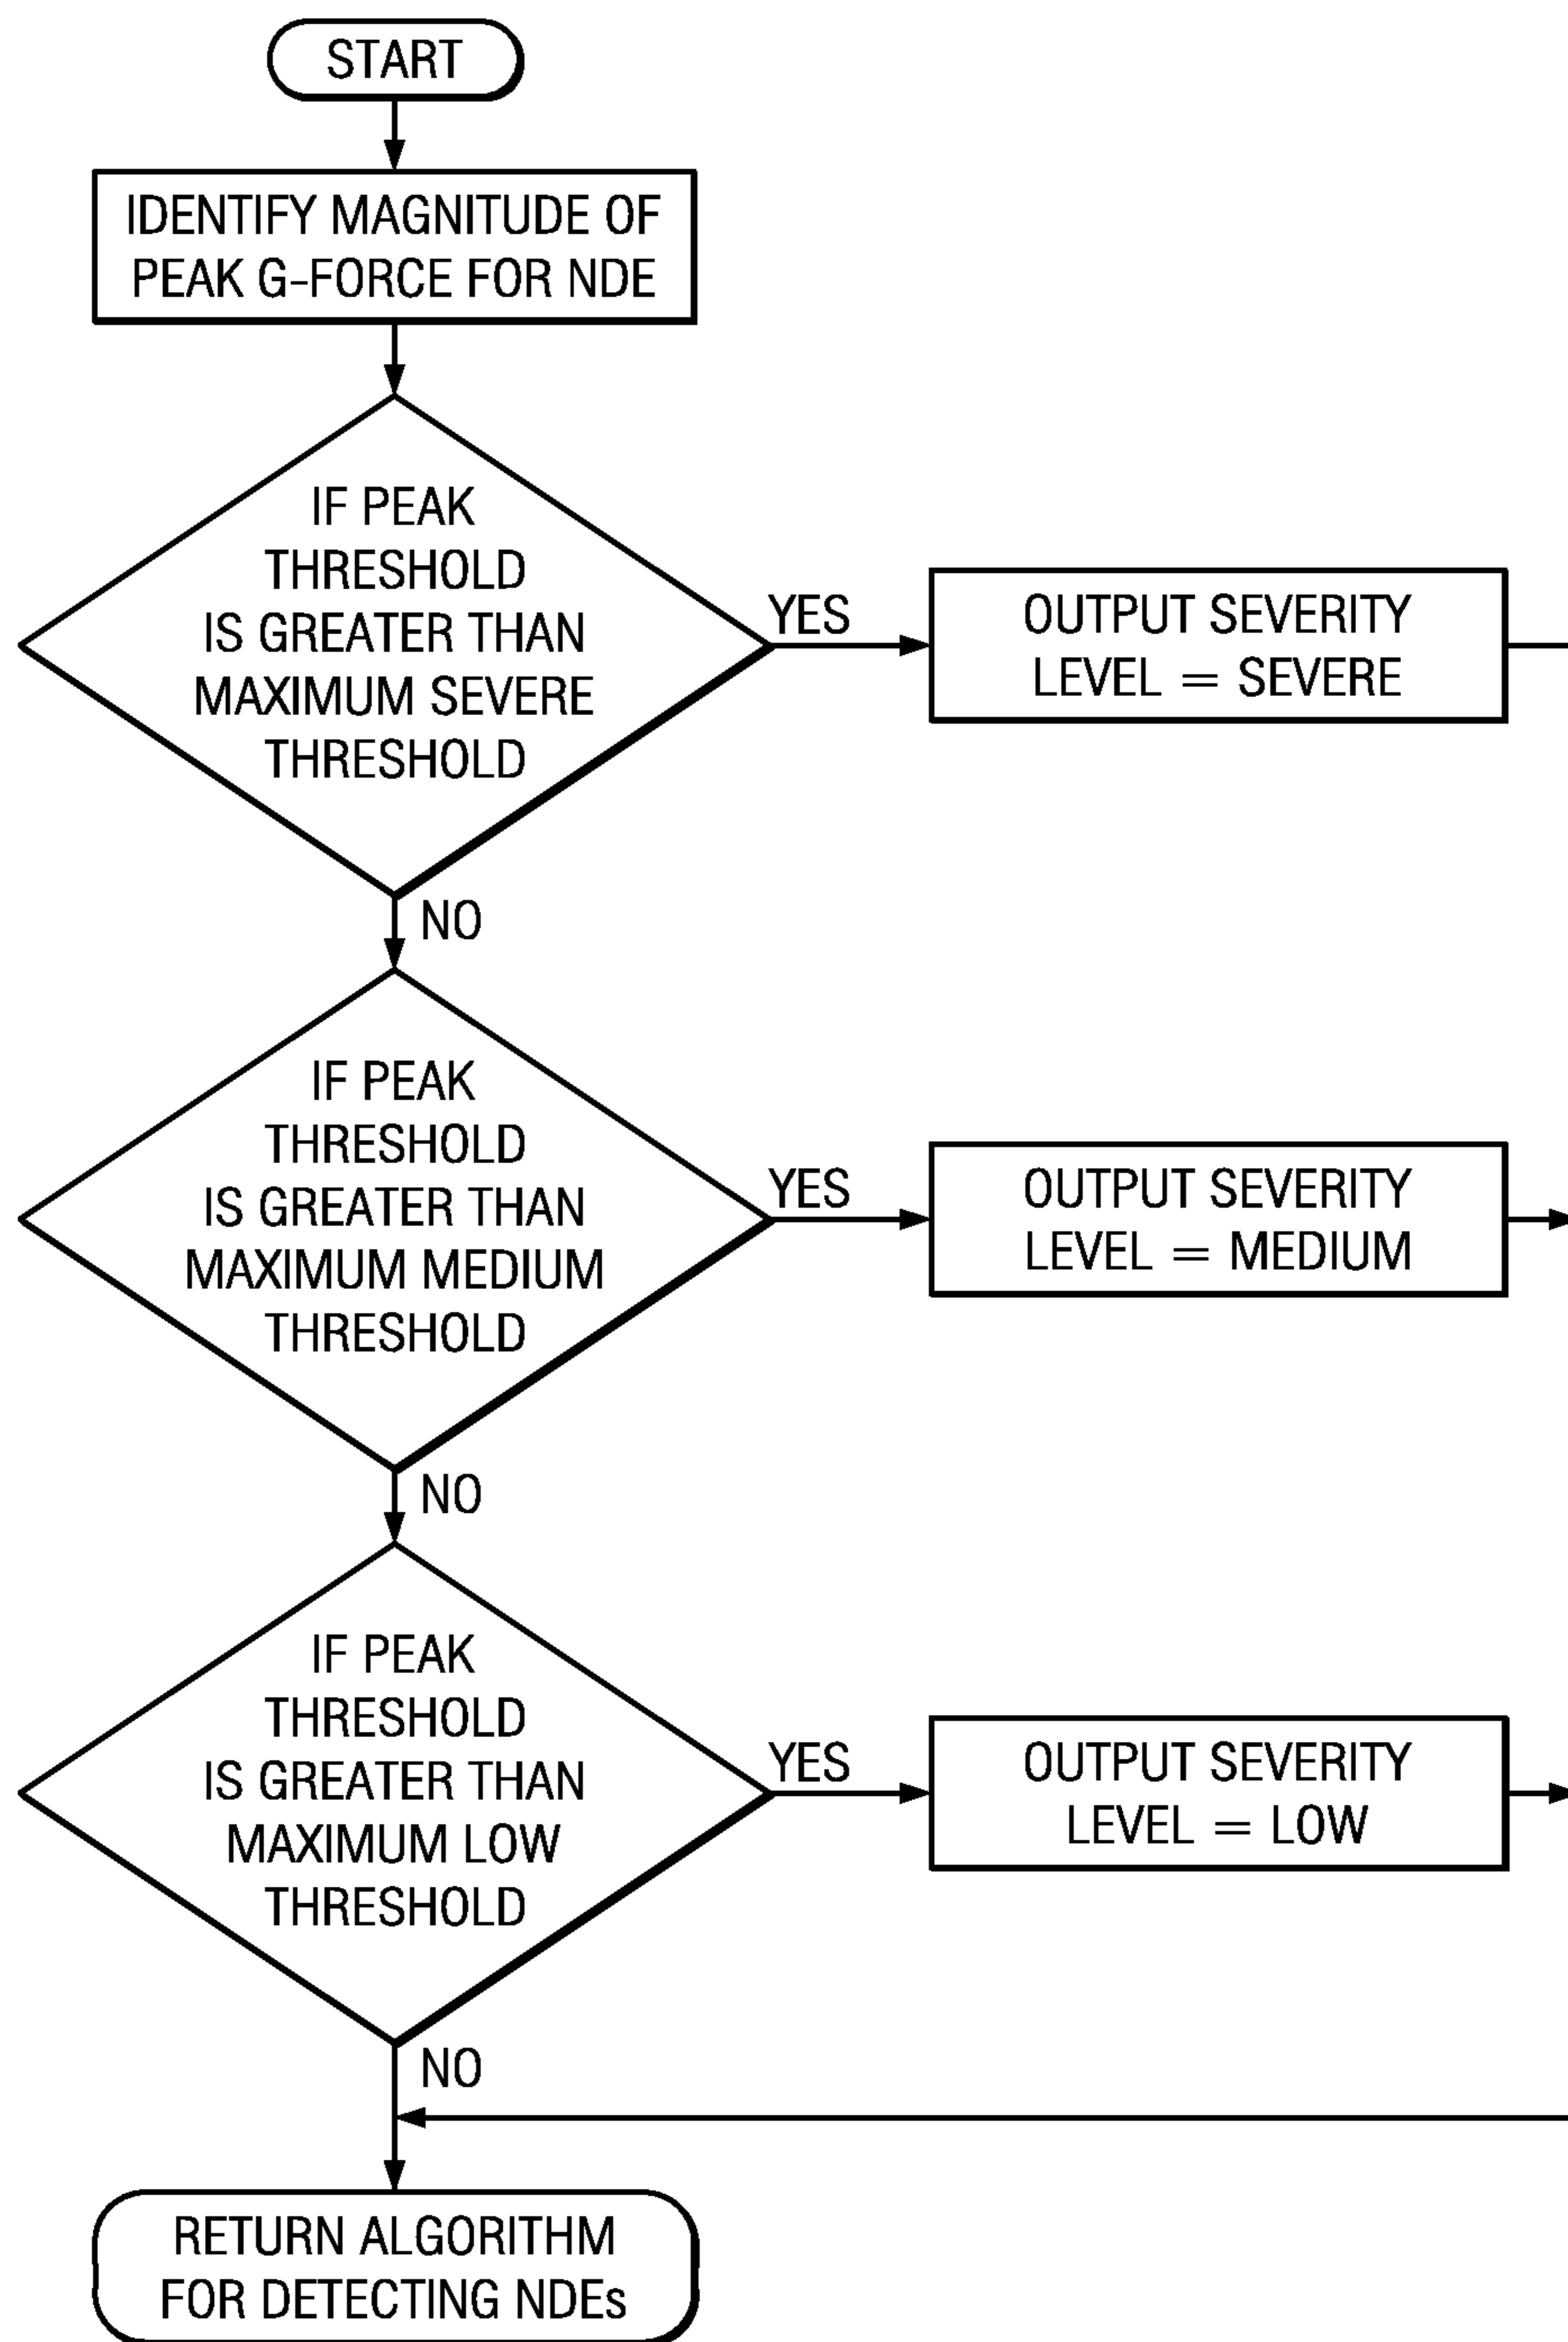 START
IDENTIFY MAGNITUDE OF
PEAK G-FORCE FOR NDE
IF PEAK
THRESHOLD
IS GREATER THAN
MAXIMUM SEVERE
THRESHOLD
YES
OUTPUT SEVERITY
LEVEL = SEVERE
NO
IF PEAK
THRESHOLD
IS GREATER THAN
MAXIMUM MEDIUM
THRESHOLD
YES
OUTPUT SEVERITY
LEVEL = MEDIUM
NO
IF PEAK
THRESHOLD
IS GREATER THAN
MAXIMUM LOW
THRESHOLD
YES
OUTPUT SEVERITY
LEVEL = LOW
NO
RETURN ALGORITHM
FOR DETECTING NDEs